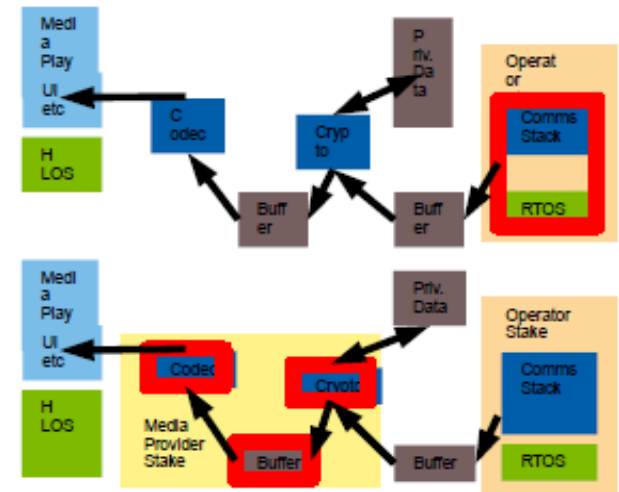 Medi
a
Play
UI
etc
H
LOS
C
odec
Buff
er
Cryp
to
P
riv.
Da
ta
Buff
er
Operat
or
Comms
Stack
RTOS
Medi
a
Play
UI
etc
H
LOS
Codec
Media
Provider
Stake
Buffer
Crypto
Priv.
Data
Buffer
Operator
Stake
Comms
Stack
RTOS